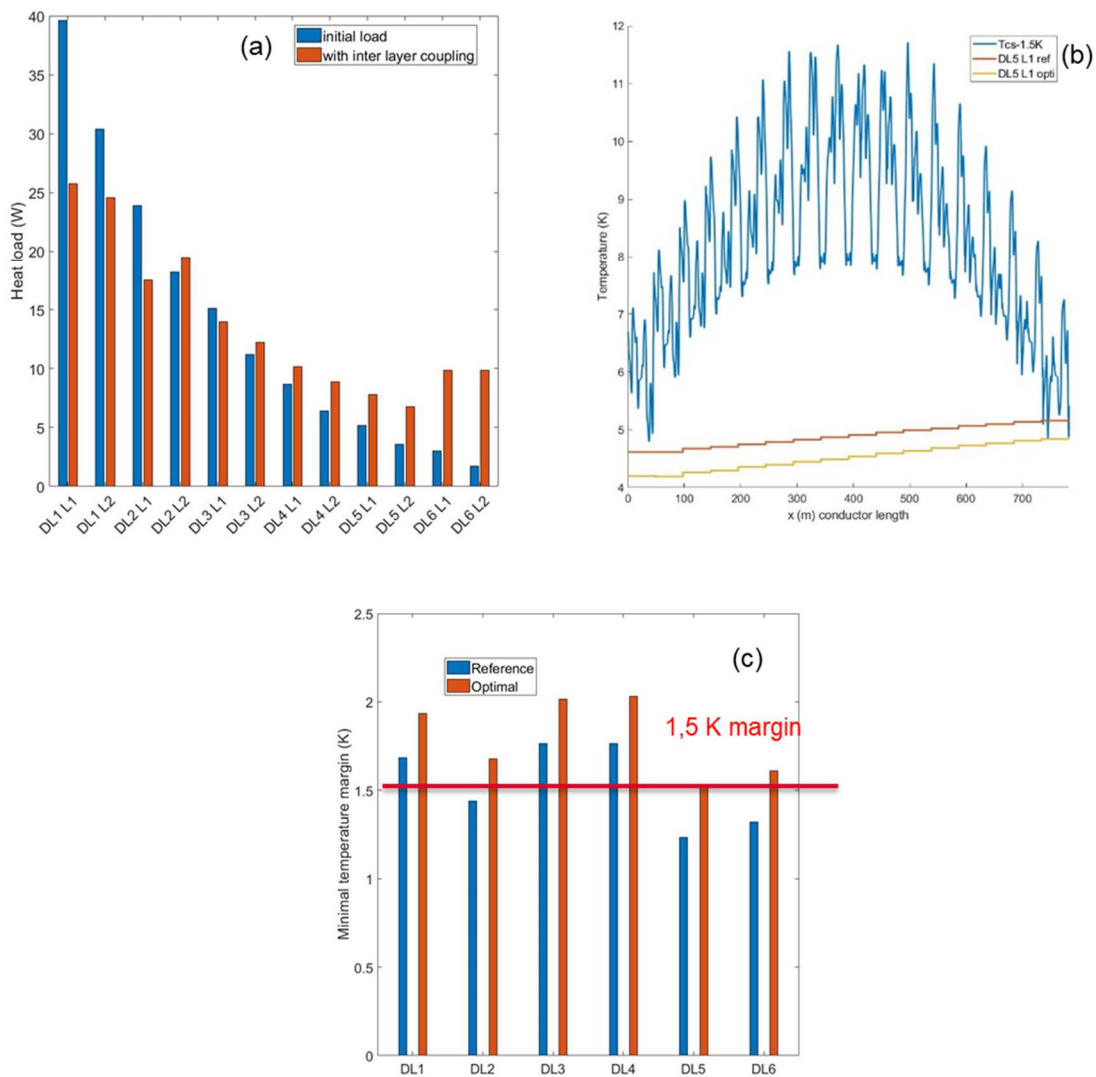 (a)
initial load
with inter layer coupling
Heat load (W)
40
35
30
25
20
15
10
5
0
DL1 L1
DL1 L2
DL2 L1
DL2 L2
DL3 L1
DL3 L2
DL4 L1
DL4 L2
DL5 L1
DL5 L2
DL6 L1
DL6 L2
(b)
Tcs-1.5K
DL5 L1 ref
DL5 L1 opti
Temperature (K)
12
11
10
9
8
7
6
5
4
0
100
200
300
400
500
600
700
x (m) conductor length
(c)
Reference
Optimal
1,5 K margin
Minimal temperature margin (K)
2.5
2
1.5
1
0.5
0
DL1
DL2
DL3
DL4
DL5
DL6